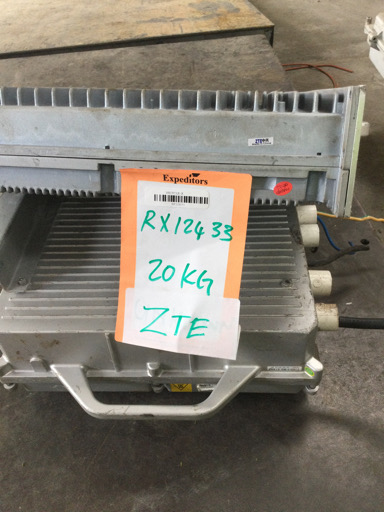 Expeditors
RX12433
20KG
ZTE